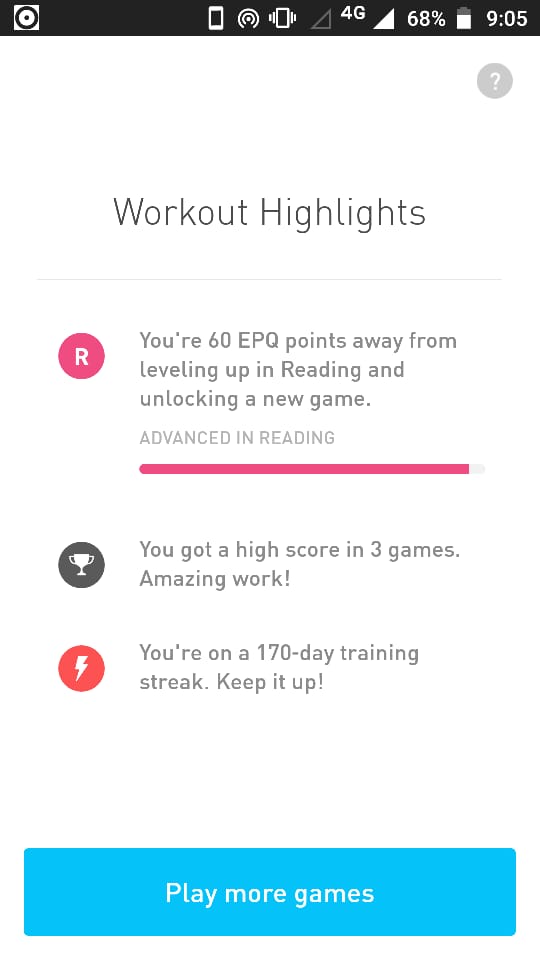 4G 68% 9:05
?
Workout Highlights
R
You're 60 EPQ points away from
leveling up in Reading and
unlocking a new game.
ADVANCED IN READING
You got a high score in 3 games.
Amazing work!
You're on a 170-day training
streak. Keep it up!
Play more games